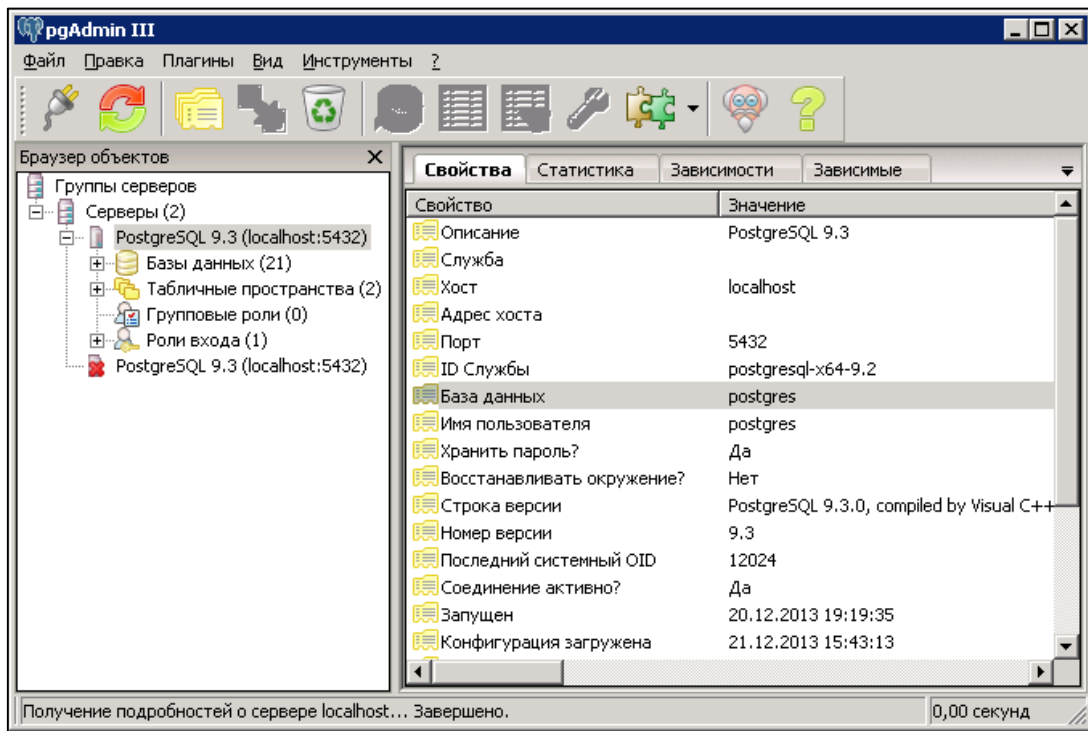 pgAdmin III
Файл Правка Плагины Вид Инструменты ?
Браузер объектов
Группы серверов
Серверы (2)
PostgreSQL 9.3 (localhost:5432)
Базы данных (21)
Табличные пространства (2)
Групповые роли (0)
Роли входа (1)
PostgreSQL 9.3 (localhost:5432)
Свойства Статистика Зависимости Зависимые
Свойство Значение
Описание PostgreSQL 9.3
Служба
Хост localhost
Адрес хоста
Порт 5432
ID Службы postgresql-x64-9.2
База данных postgres
Имя пользователя postgres
Хранить пароль? Да
Восстанавливать окружение? Нет
Строка версии PostgreSQL 9.3.0, compiled by Visual C++
Номер версии 9.3
Последний системный OID 12024
Соединение активно? Да
Запущен 20.12.2013 19:19:35
Конфигурация загружена 21.12.2013 15:43:13
Получение подробностей о сервере localhost... Завершено. 0,00 секунд